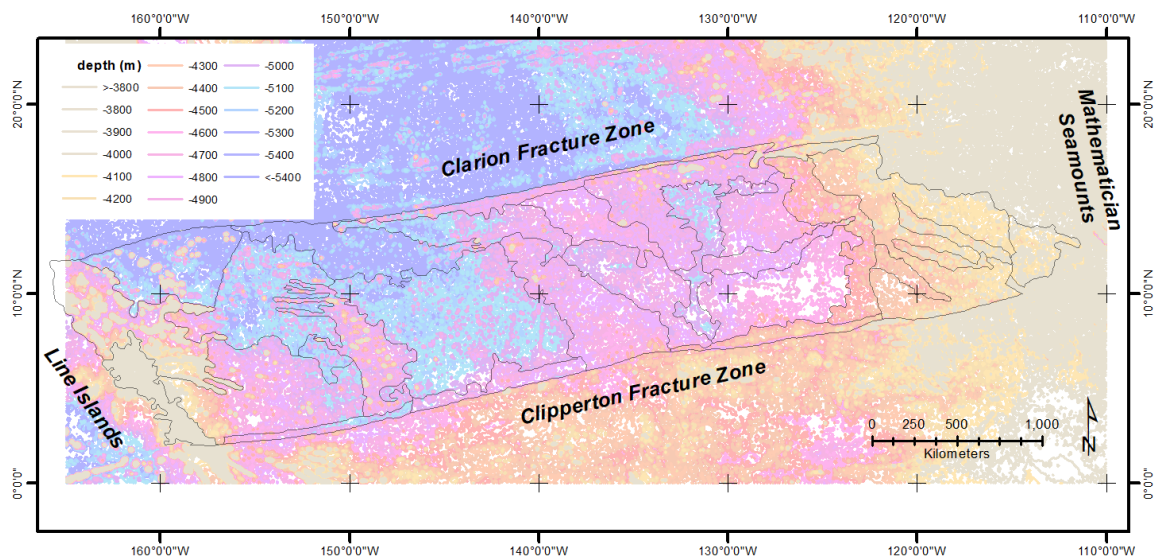 160°0'0"W 150°0'0"W 140°0'0"W 130°0'0"W 120°0'0"W 110°0'0"W
depth (m)
>-3800
-3800
-3900
-4000
-4100
-4200
-4300
-4400
-4500
-4600
-4700
-4800
-4900
-5000
-5100
-5200
-5300
-5400
<-5400
20°0'0"N
20°0'0"N
Clarion Fracture Zone
Mathematician
Seamounts
10°0'0"N
10°0'0"N
Line Islands
Clipperton Fracture Zone
0 250 500 1,000
Kilometers
N
0°0'0"
0°0'0"
160°0'0"W 150°0'0"W 140°0'0"W 130°0'0"W 120°0'0"W 110°0'0"W